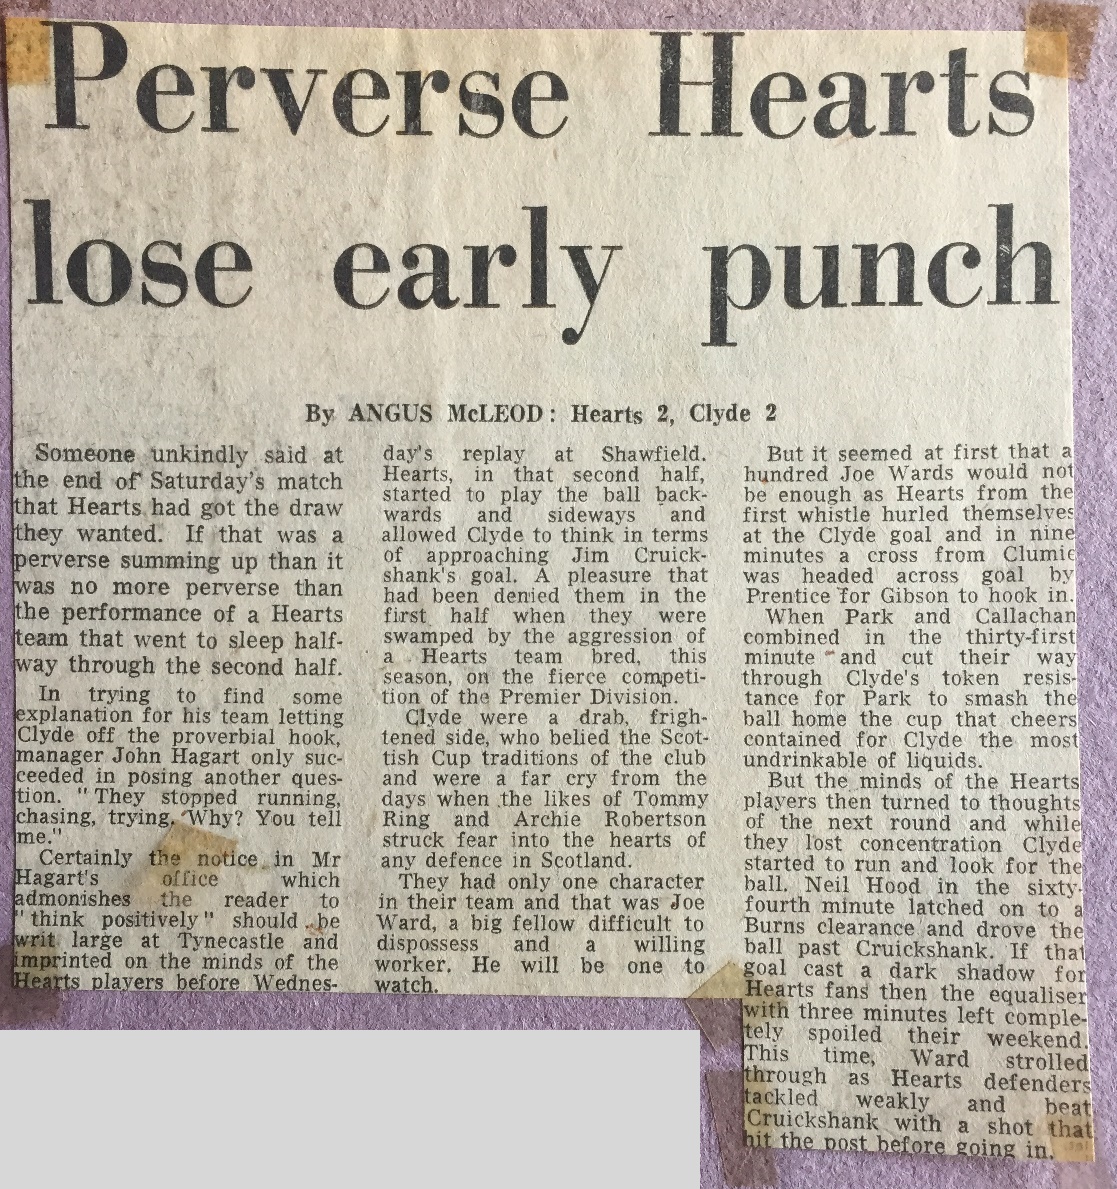 Perverse Hearts
lose early punch
By ANGUS McLEOD: Hearts 2, Clyde 2
Someone unkindly said at
the end of Saturday's match
that Hearts had got the draw
they wanted. If that was a
perverse summing up than it
was no more perverse than
the performance of a Hearts
team that went to sleep half-
way through the second half.
In trying to find some
explanation for his team letting
Clyde off the proverbial hook,
manager John Hagart only suc-
ceeded in posing another ques-
tion. "They stopped running,
chasing, trying. Why? You tell
me."
Certainly the notice in Mr
Hagart's office which
admonishes the reader to
"think positively" should be
writ large at Tynecastle and
imprinted on the minds of the
Hearts players before Wednes-
day's replay at Shawfield.
Hearts, in that second half,
started to play the ball back-
wards and sideways and
allowed Clyde to think in terms
of approaching Jim Cruick-
shank's goal. A pleasure that
had been denied them in the
first half when they were
swamped by the aggression of
a Hearts team bred, this
season, on the fierce competi-
tion of the Premier Division.
Clyde were a drab, frigh-
tened side, who belied the Scot-
tish Cup traditions of the club
and were a far cry from the
days when the likes of Tommy
Ring and Archie Robertson
struck fear into the hearts of
any defence in Scotland.
They had only one character
in their team and that was Joe
Ward, a big fellow difficult to
dispossess and a willing
worker. He will be one to
watch.
But it seemed at first that a
hundred Joe Wards would not
be enough as Hearts from the
first whistle hurled themselves
at the Clyde goal and in nine
minutes a cross from Clumie
was headed across goal by
Prentice for Gibson to hook in.
When Park and Callachan
combined in the thirty-first
minute and cut their way
through Clyde's token resis-
tance for Park to smash the
ball home the cup that cheers
contained for Clyde the most
undrinkable of liquids.
But the minds of the Hearts
players then turned to thoughts
of the next round and while
they lost concentration Clyde
started to run and look for the
ball. Neil Hood in the sixty-
fourth minute latched on to a
Burns clearance and drove the
ball past Cruickshank. If that
goal cast a dark shadow for
Hearts fans then the equaliser
with three minutes left comple-
tely spoiled their weekend.
This time, Ward strolled
through as Hearts defenders
tackled weakly and beat
Cruickshank with a shot that
hit the post before going in.